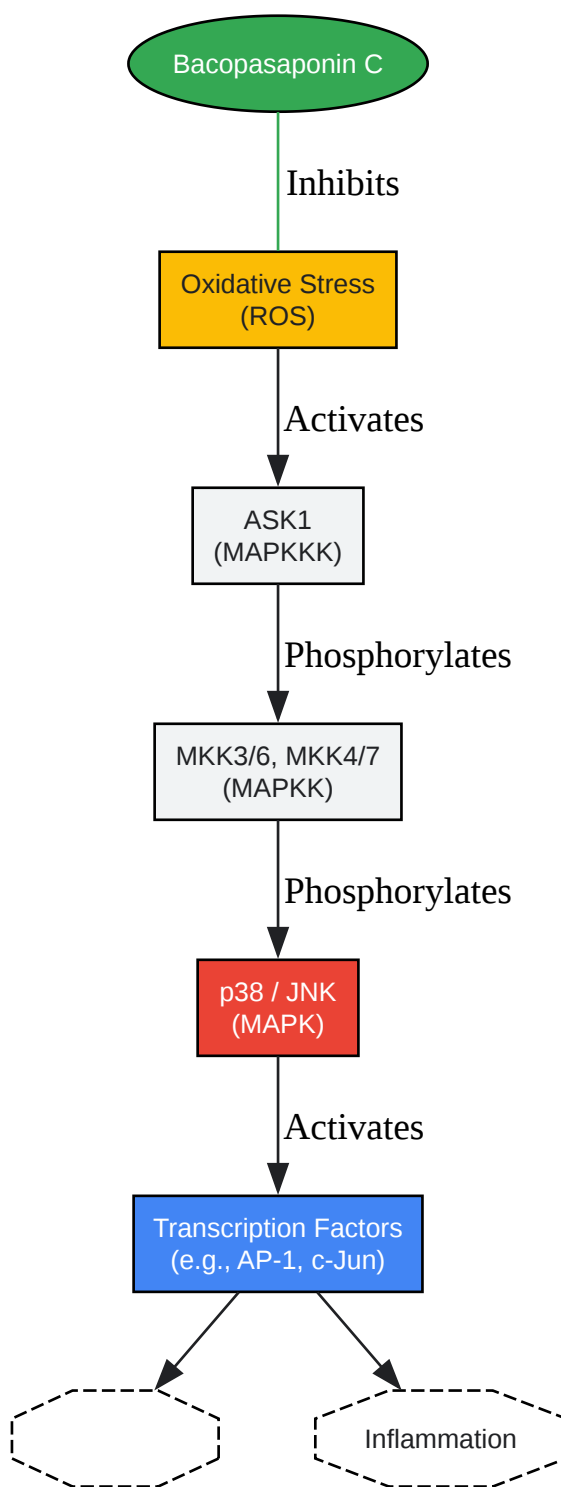 Bacopasaponin C
Inhibits
Oxidative Stress
(ROS)
Activates
ASK1
(MAPKKK)
Phosphorylates
MKK3/6, MKK4/7
(MAPKK)
Phosphorylates
p38 / JNK
(MAPK)
Activates
Transcription Factors
(e.g., AP-1, c-Jun)
Inflammation